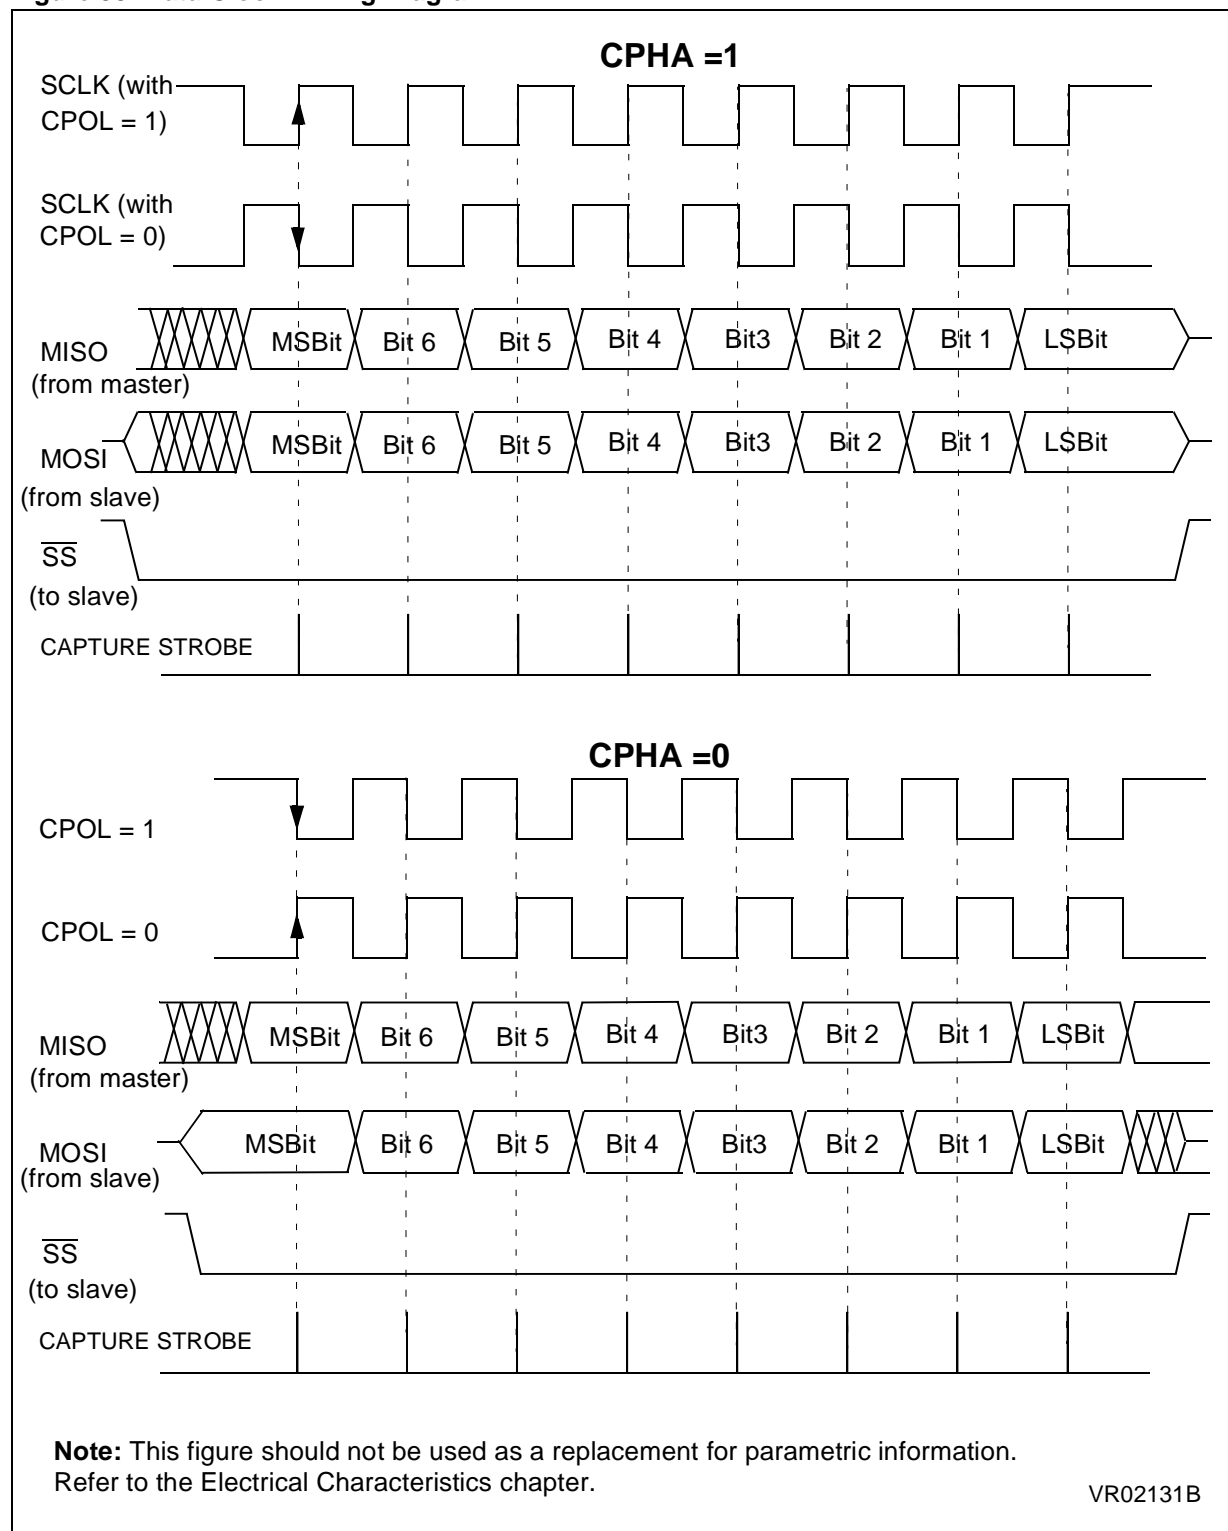 CPHA =1
SCLK (with
CPOL = 1)
SCLK (with
CPOL = 0)
MISO
(from master)
MSBit Bit 6 Bit 5 Bit 4 Bit3 Bit 2 Bit 1 LSBit
MOSI
(from slave)
MSBit Bit 6 Bit 5 Bit 4 Bit3 Bit 2 Bit 1 LSBit
SS
(to slave)
CAPTURE STROBE
CPHA =0
CPOL = 1
CPOL = 0
MISO
(from master)
MSBit Bit 6 Bit 5 Bit 4 Bit3 Bit 2 Bit 1 LSBit
MOSI
(from slave)
MSBit Bit 6 Bit 5 Bit 4 Bit3 Bit 2 Bit 1 LSBit
SS
(to slave)
CAPTURE STROBE
Note: This figure should not be used as a replacement for parametric information.
Refer to the Electrical Characteristics chapter.
VR02131B